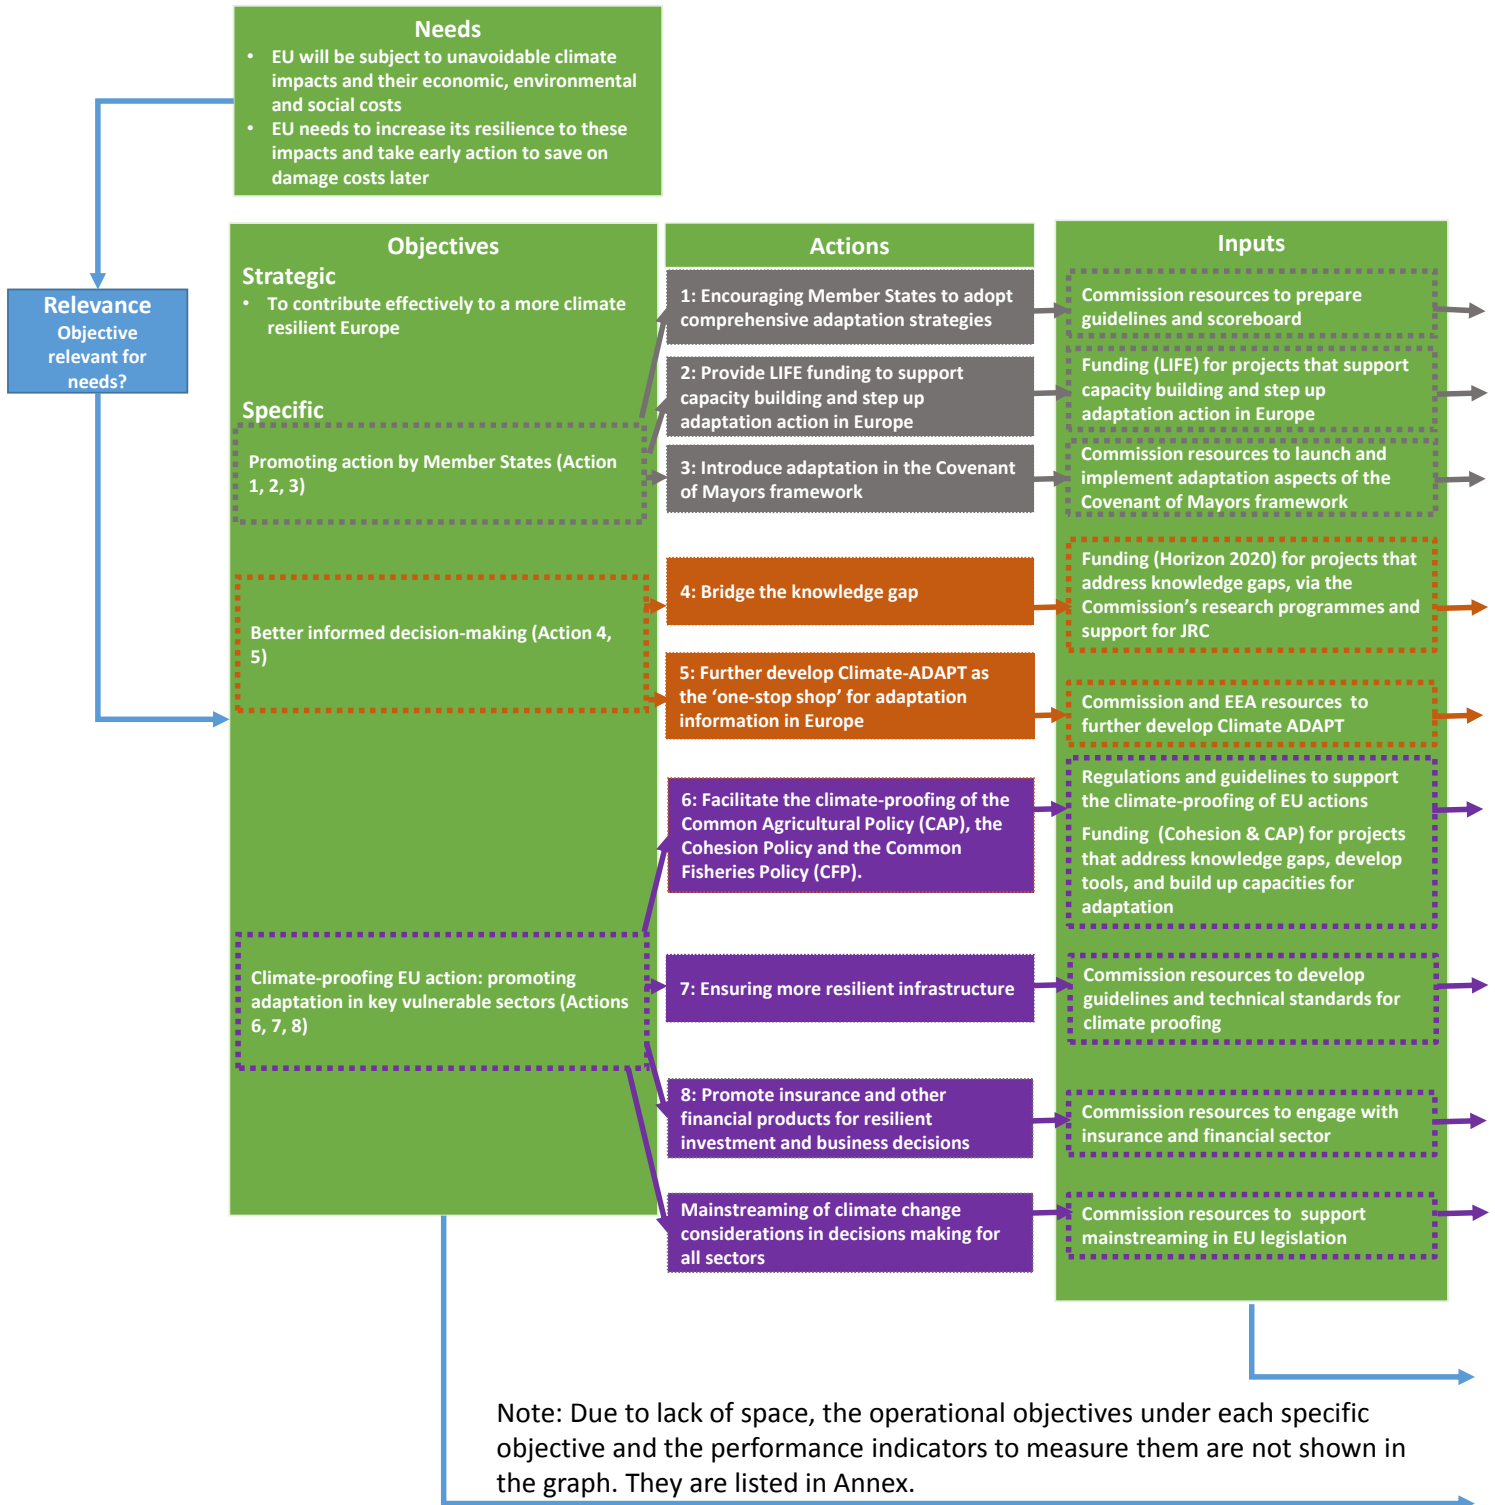 Needs
• EU will be subject to unavoidable climate
impacts and their economic, environmental
and social costs
• EU needs to increase its resilience to these
impacts and take early action to save on
damage costs later
Relevance
Objective
relevant for
needs?
Objectives
Strategic
• To contribute effectively to a more climate
resilient Europe
Specific
Promoting action by Member States (Action
1, 2, 3)
Better informed decision-making (Action 4,
5)
Climate-proofing EU action: promoting
adaptation in key vulnerable sectors (Actions
6, 7, 8)
Actions
1: Encouraging Member States to adopt
comprehensive adaptation strategies
2: Provide LIFE funding to support
capacity building and step up
adaptation action in Europe
3: Introduce adaptation in the Covenant
of Mayors framework
4: Bridge the knowledge gap
5: Further develop Climate-ADAPT as
the ‘one-stop shop’ for adaptation
information in Europe
6: Facilitate the climate-proofing of the
Common Agricultural Policy (CAP), the
Cohesion Policy and the Common
Fisheries Policy (CFP).
7: Ensuring more resilient infrastructure
8: Promote insurance and other
financial products for resilient
investment and business decisions
Mainstreaming of climate change
considerations in decisions making for
all sectors
Inputs
Commission resources to prepare
guidelines and scoreboard
Funding (LIFE) for projects that support
capacity building and step up
adaptation action in Europe
Commission resources to launch and
implement adaptation aspects of the
Covenant of Mayors framework
Funding (Horizon 2020) for projects that
address knowledge gaps, via the
Commission’s research programmes and
support for JRC
Commission and EEA resources to
further develop Climate ADAPT
Regulations and guidelines to support
the climate-proofing of EU actions
Funding (Cohesion & CAP) for projects
that address knowledge gaps, develop
tools, and build up capacities for
adaptation
Commission resources to develop
guidelines and technical standards for
climate proofing
Commission resources to engage with
insurance and financial sector
Commission resources to support
mainstreaming in EU legislation
Note: Due to lack of space, the operational objectives under each specific
objective and the performance indicators to measure them are not shown in
the graph. They are listed in Annex.